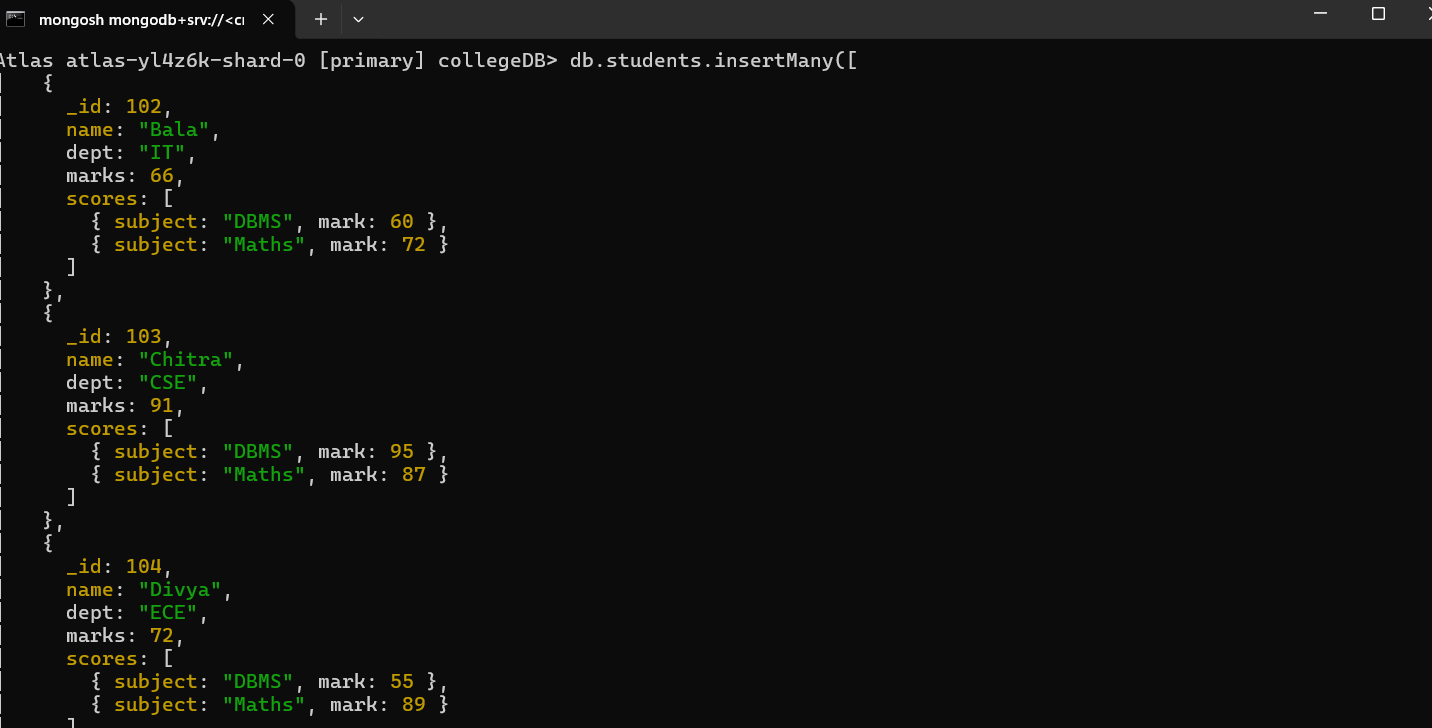 mongosh mongodb+srv://<cr
Atlas atlas-yl4z6k-shard-0 [primary] collegeDB> db.students.insertMany([
|   {
|     _id: 102,
|     name: "Bala",
|     dept: "IT",
|     marks: 66,
|     scores: [
|       { subject: "DBMS", mark: 60 },
|       { subject: "Maths", mark: 72 }
|     ]
|   },
|   {
|     _id: 103,
|     name: "Chitra",
|     dept: "CSE",
|     marks: 91,
|     scores: [
|       { subject: "DBMS", mark: 95 },
|       { subject: "Maths", mark: 87 }
|     ]
|   },
|   {
|     _id: 104,
|     name: "Divya",
|     dept: "ECE",
|     marks: 72,
|     scores: [
|       { subject: "DBMS", mark: 55 },
|       { subject: "Maths", mark: 89 }
|     ]